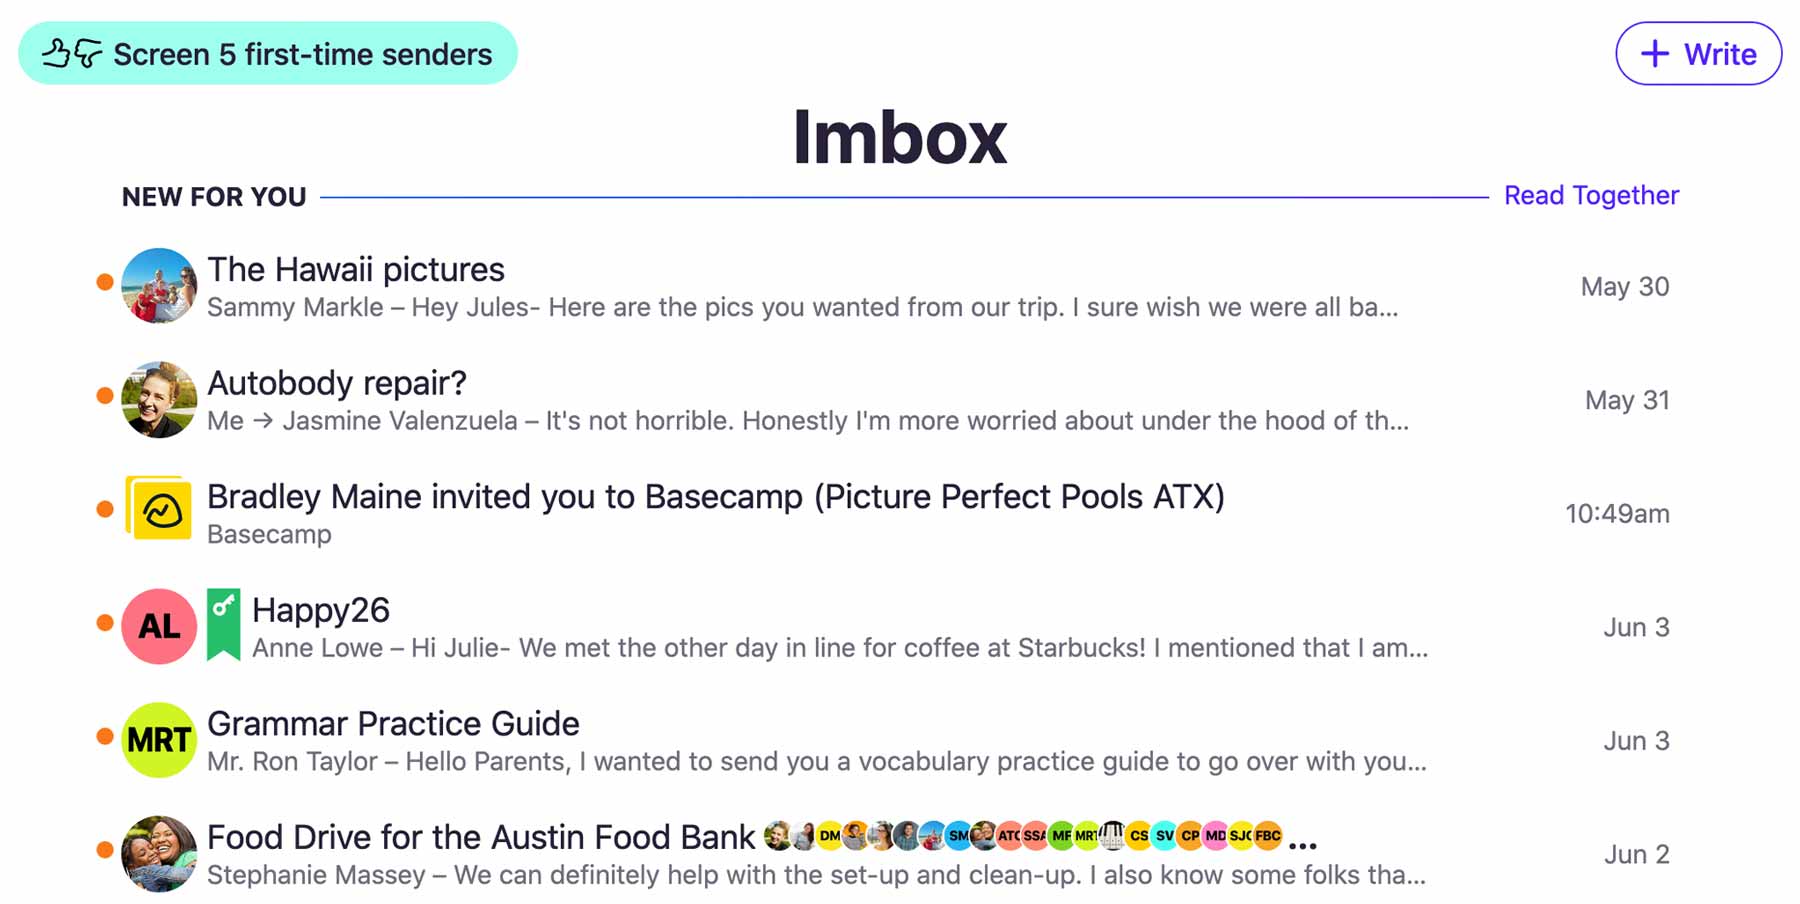 Screen 5 first-time senders
+ Write
Imbox
NEW FOR YOU
Read Together
The Hawaii pictures
Sammy Markle – Hey Jules- Here are the pics you wanted from our trip. I sure wish we were all ba...
May 30
Autobody repair?
Me → Jasmine Valenzuela – It's not horrible. Honestly I'm more worried about under the hood of th...
May 31
Bradley Maine invited you to Basecamp (Picture Perfect Pools ATX)
Basecamp
10:49am
AL
Happy26
Anne Lowe – Hi Julie- We met the other day in line for coffee at Starbucks! I mentioned that I am...
Jun 3
MRT
Grammar Practice Guide
Mr. Ron Taylor – Hello Parents, I wanted to send you a vocabulary practice guide to go over with you...
Jun 3
Food Drive for the Austin Food Bank DM SM ATC SSA MF MRT CS SV CP MD SJC FBC ...
Stephanie Massey – We can definitely help with the set-up and clean-up. I also know some folks tha...
Jun 2